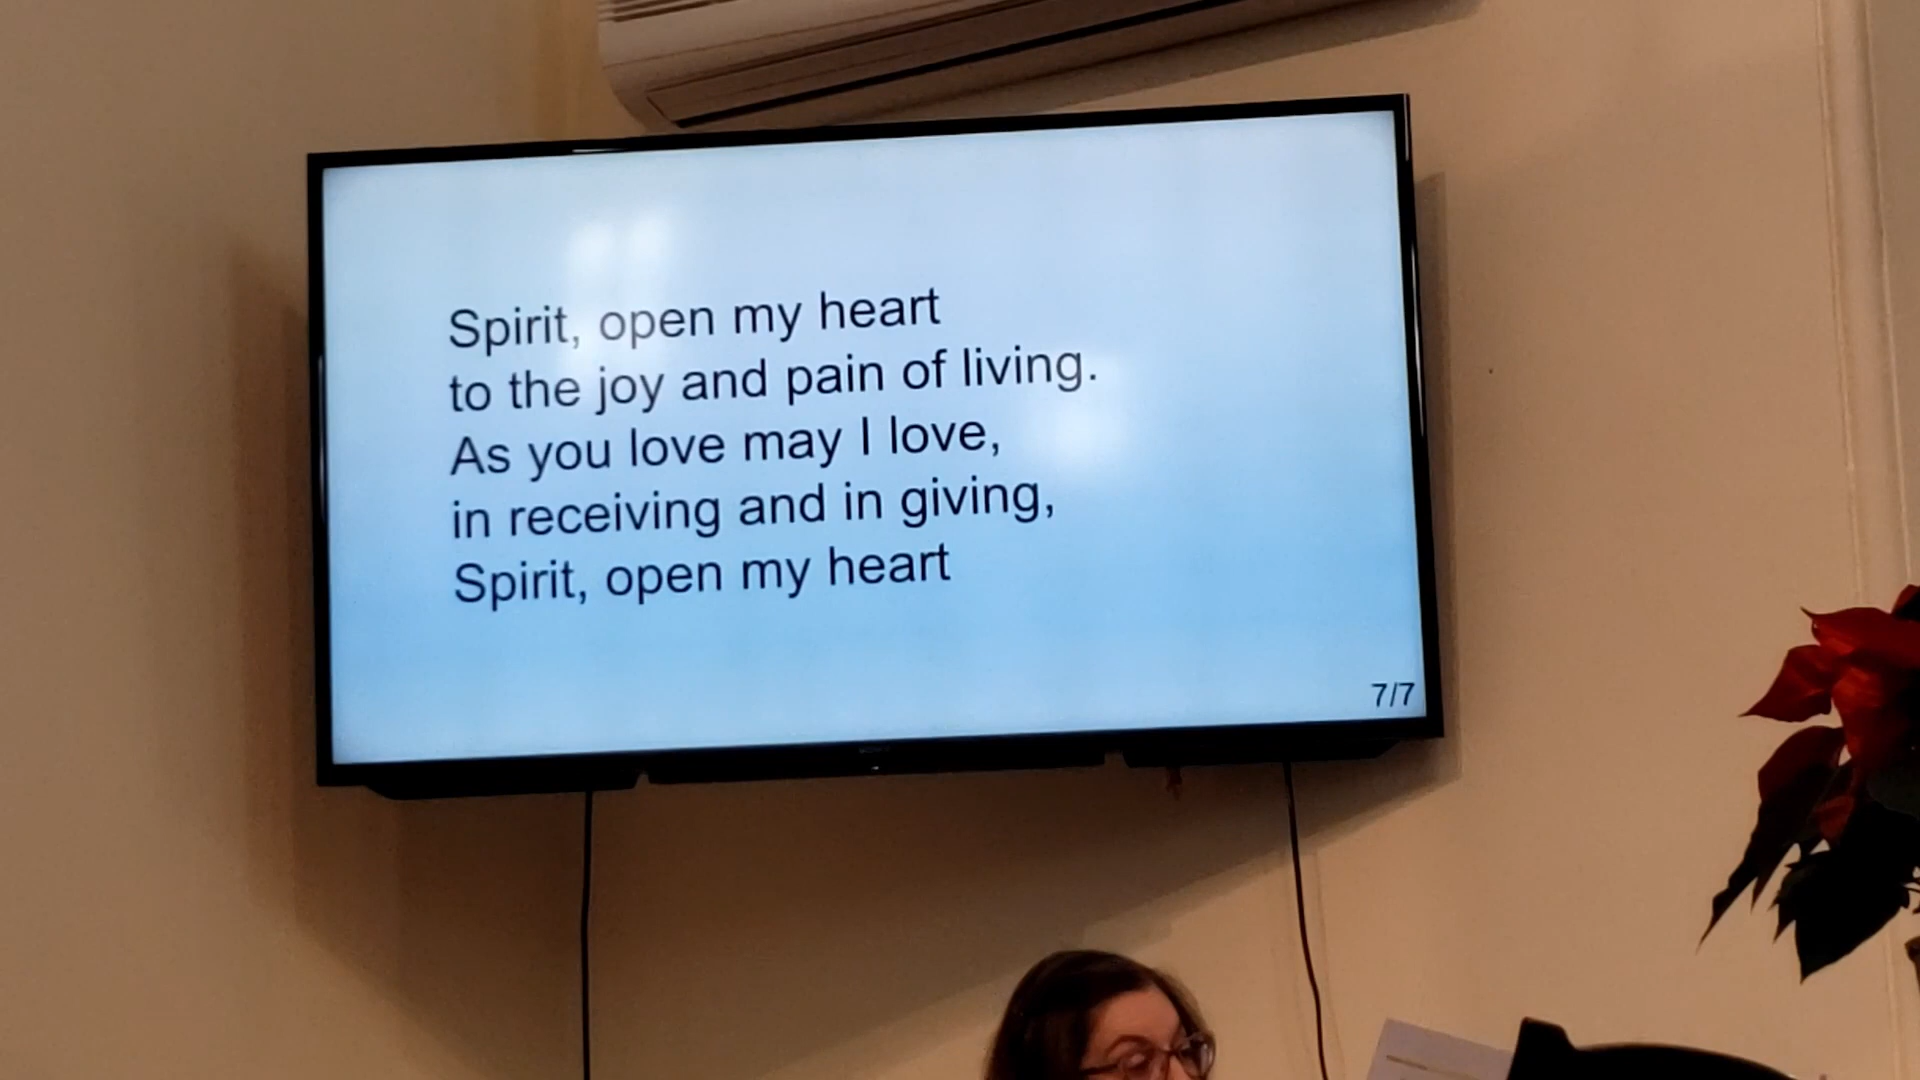 Spirit, open my heart
to the joy and pain of living.
As you love may I love,
in receiving and in giving,
Spirit, open my heart
7/7